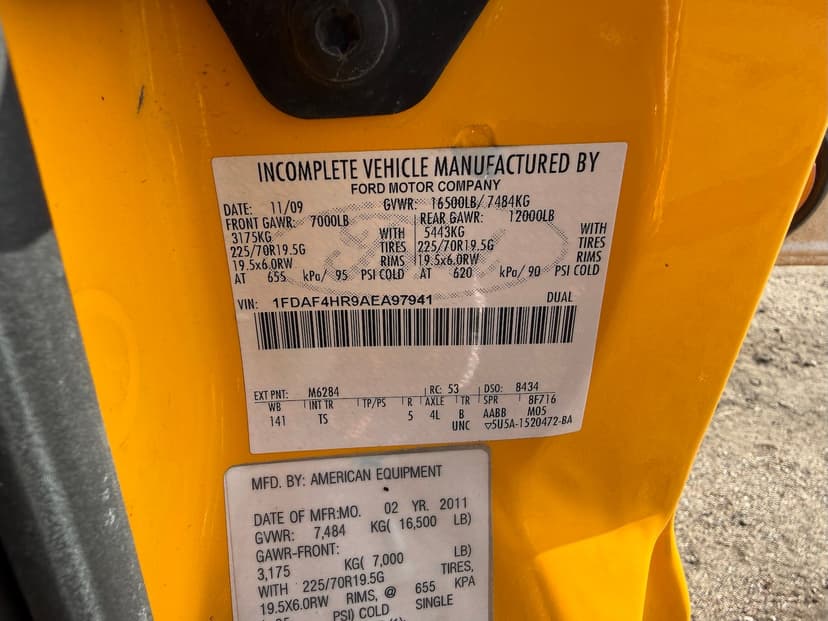 INCOMPLETE VEHICLE MANUFACTURED BY
FORD MOTOR COMPANY
DATE: 11/09 GVWR: 16500LB/ 7484KG
FRONT GAWR: 7000LB REAR GAWR: 12000LB
3175KG WITH 5443KG WITH
225/70R19.5G TIRES 225/70R19.5G TIRES
19.5x6.0RW RIMS 19.5x6.0RW RIMS
AT 655 kPa/ 95 PSI COLD AT 620 kPa/ 90 PSI COLD
VIN: 1FDAF4HR9AEA97941 DUAL
EXT PNT: M6284 RC: 53 DSO: 8434
WB INT TR TP/PS R AXLE TR SPR 8F716
141 TS 5 4L B AABB M05
UNC ▽5U5A-1520472-BA
MFD. BY: AMERICAN EQUIPMENT
DATE OF MFR:MO. 02 YR. 2011
GVWR: 7,484 KG( 16,500 LB)
GAWR-FRONT:
3,175 KG( 7,000 LB)
WITH 225/70R19.5G TIRES,
19.5X6.0RW RIMS, @ 655 KPA
PSI) COLD SINGLE